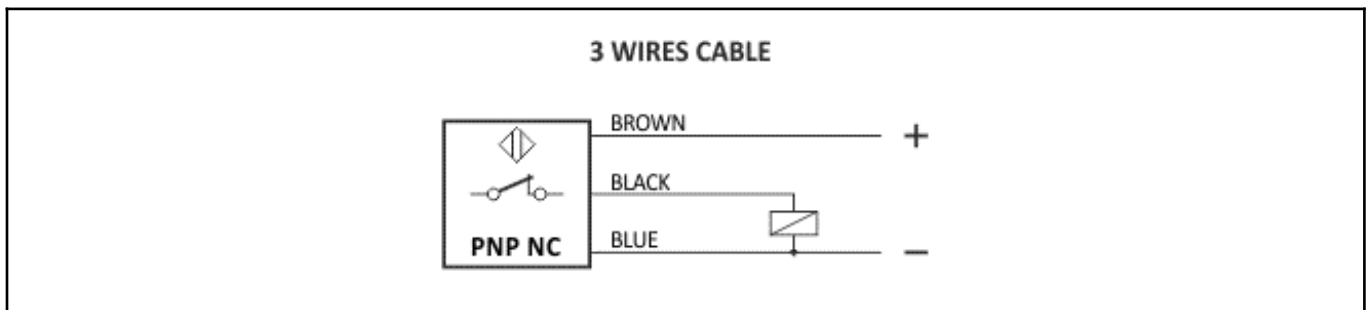 3 WIRES CABLE
BROWN
+
BLACK
PNP NC
BLUE
−